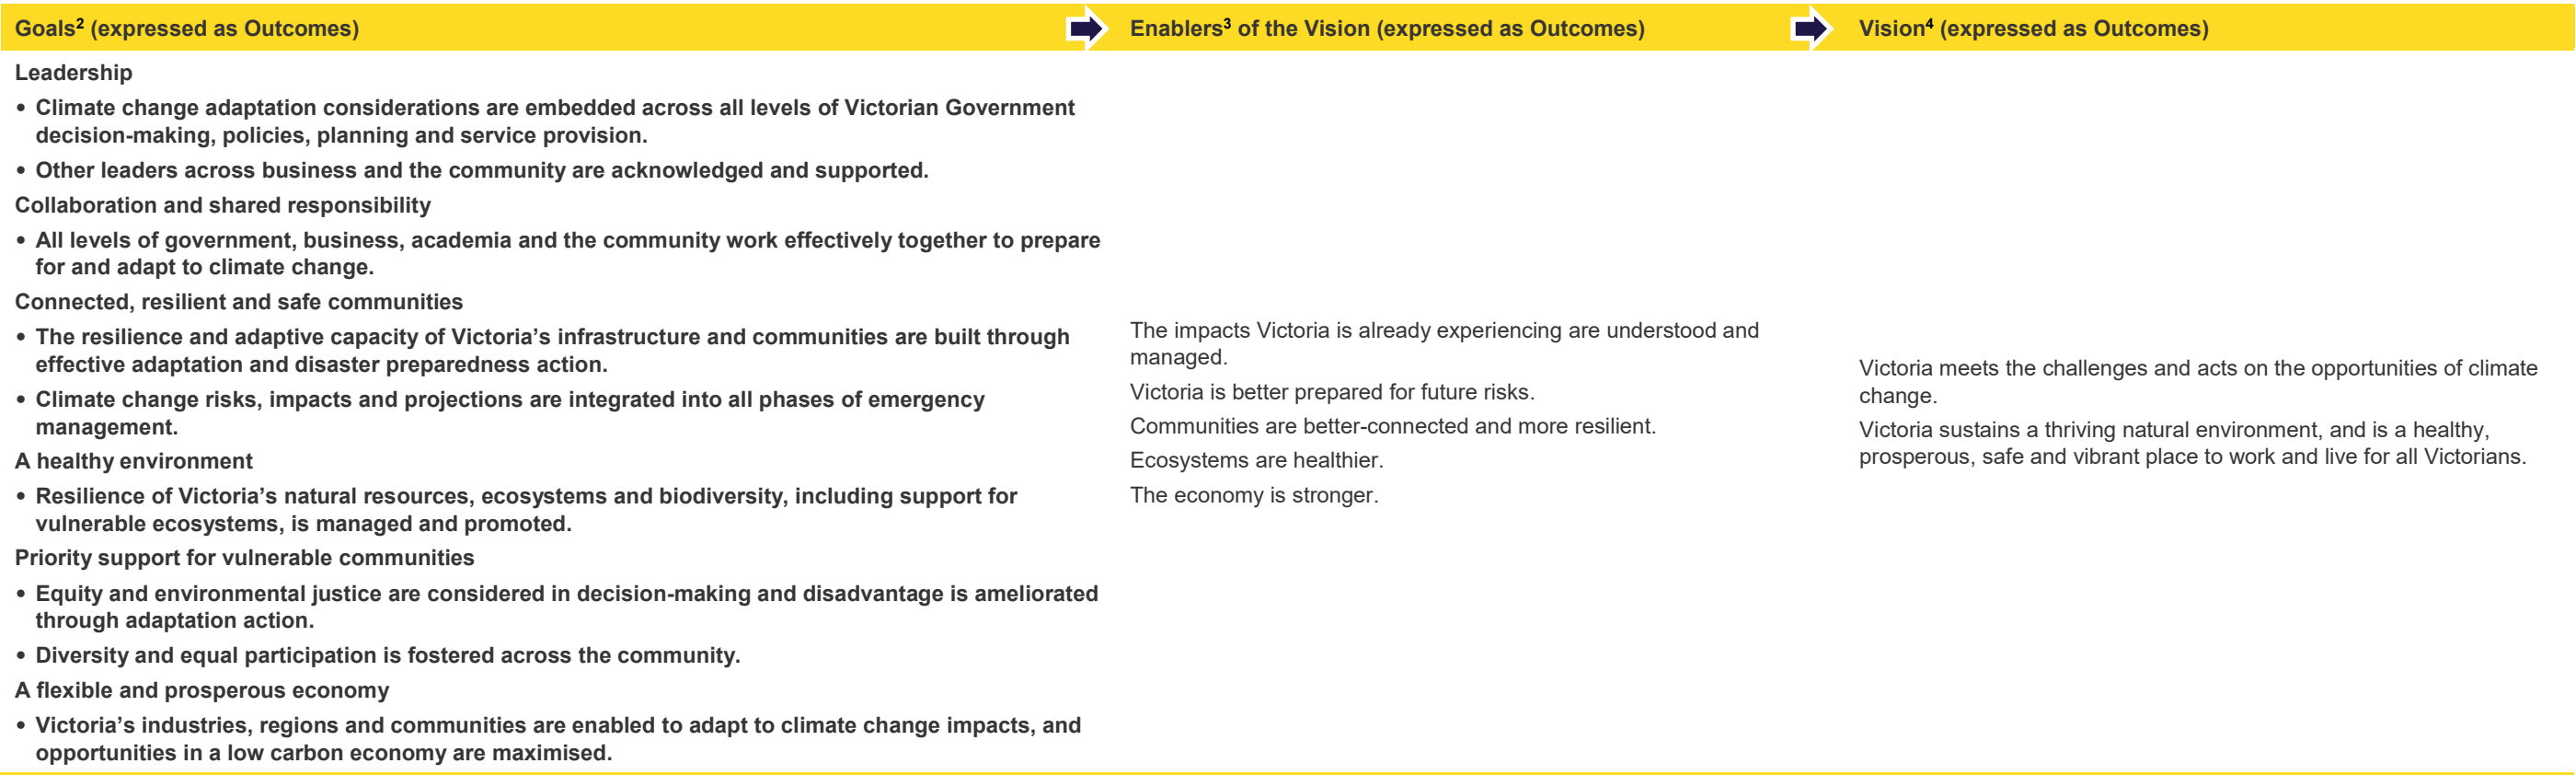 Goals² (expressed as Outcomes)
Enablers³ of the Vision (expressed as Outcomes)
Vision⁴ (expressed as Outcomes)
Leadership
• Climate change adaptation considerations are embedded across all levels of Victorian Government
decision-making, policies, planning and service provision.
• Other leaders across business and the community are acknowledged and supported.
Collaboration and shared responsibility
• All levels of government, business, academia and the community work effectively together to prepare
for and adapt to climate change.
Connected, resilient and safe communities
• The resilience and adaptive capacity of Victoria’s infrastructure and communities are built through
effective adaptation and disaster preparedness action.
• Climate change risks, impacts and projections are integrated into all phases of emergency
management.
A healthy environment
• Resilience of Victoria’s natural resources, ecosystems and biodiversity, including support for
vulnerable ecosystems, is managed and promoted.
Priority support for vulnerable communities
• Equity and environmental justice are considered in decision-making and disadvantage is ameliorated
through adaptation action.
• Diversity and equal participation is fostered across the community.
A flexible and prosperous economy
• Victoria’s industries, regions and communities are enabled to adapt to climate change impacts, and
opportunities in a low carbon economy are maximised.
The impacts Victoria is already experiencing are understood and
managed.
Victoria is better prepared for future risks.
Communities are better-connected and more resilient.
Ecosystems are healthier.
The economy is stronger.
Victoria meets the challenges and acts on the opportunities of climate
change.
Victoria sustains a thriving natural environment, and is a healthy,
prosperous, safe and vibrant place to work and live for all Victorians.